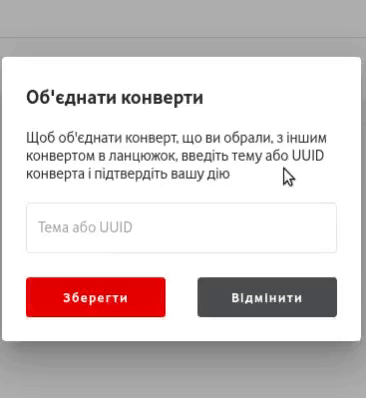 Об'єднати конверти
Щоб об'єднати конверт, що ви обрали, з іншим
конвертом в ланцюжок, введіть тему або UUID
конверта і підтвердіть вашу дію
Тема або UUID
Зберегти
Відмінити